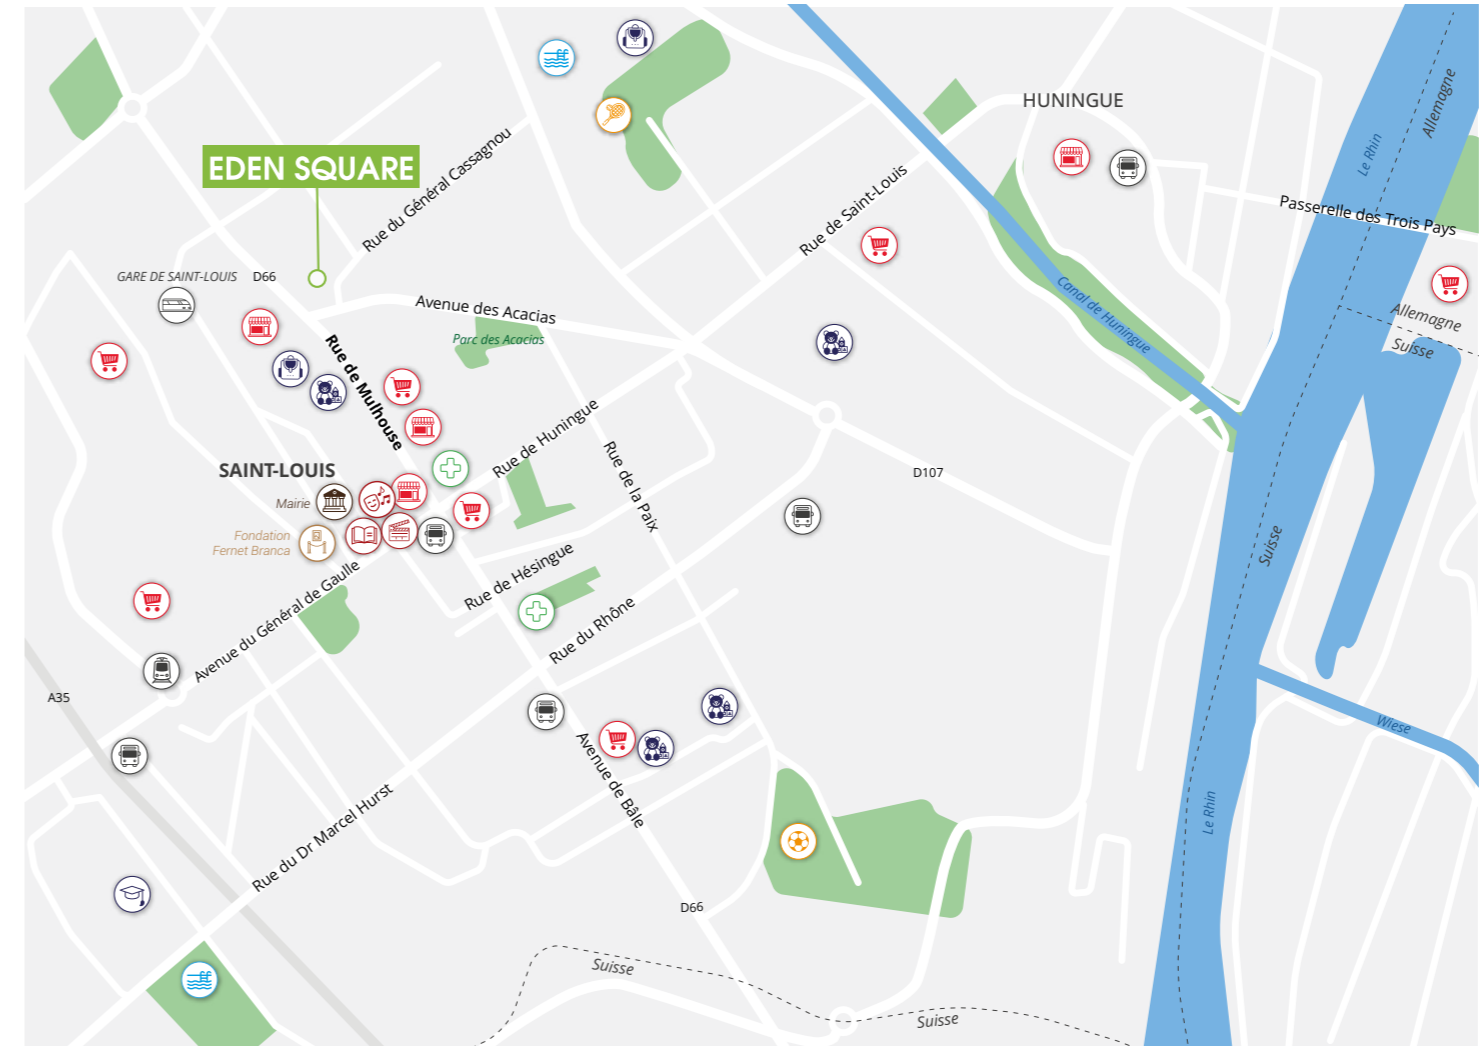 HUNINGUE
Allemagne
Le Rhin
EDEN SQUARE
Rue du Général Cassagnou
Rue de Saint-Louis
Passerelle des Trois Pays
GARE DE SAINT-LOUIS
D66
Avenue des Acacias
Parc des Acacias
Canal de Huningue
Allemagne
Suisse
Rue de Mulhouse
Rue de Huningue
SAINT-LOUIS
D107
Mairie
Rue de la Paix
Fondation
Fernet Branca
Suisse
Rue de Hésingue
Avenue du Général de Gaulle
Rue du Rhône
A35
Wiese
Avenue de Bâle
Le Rhin
Rue du Dr Marcel Hurst
D66
Suisse
Suisse